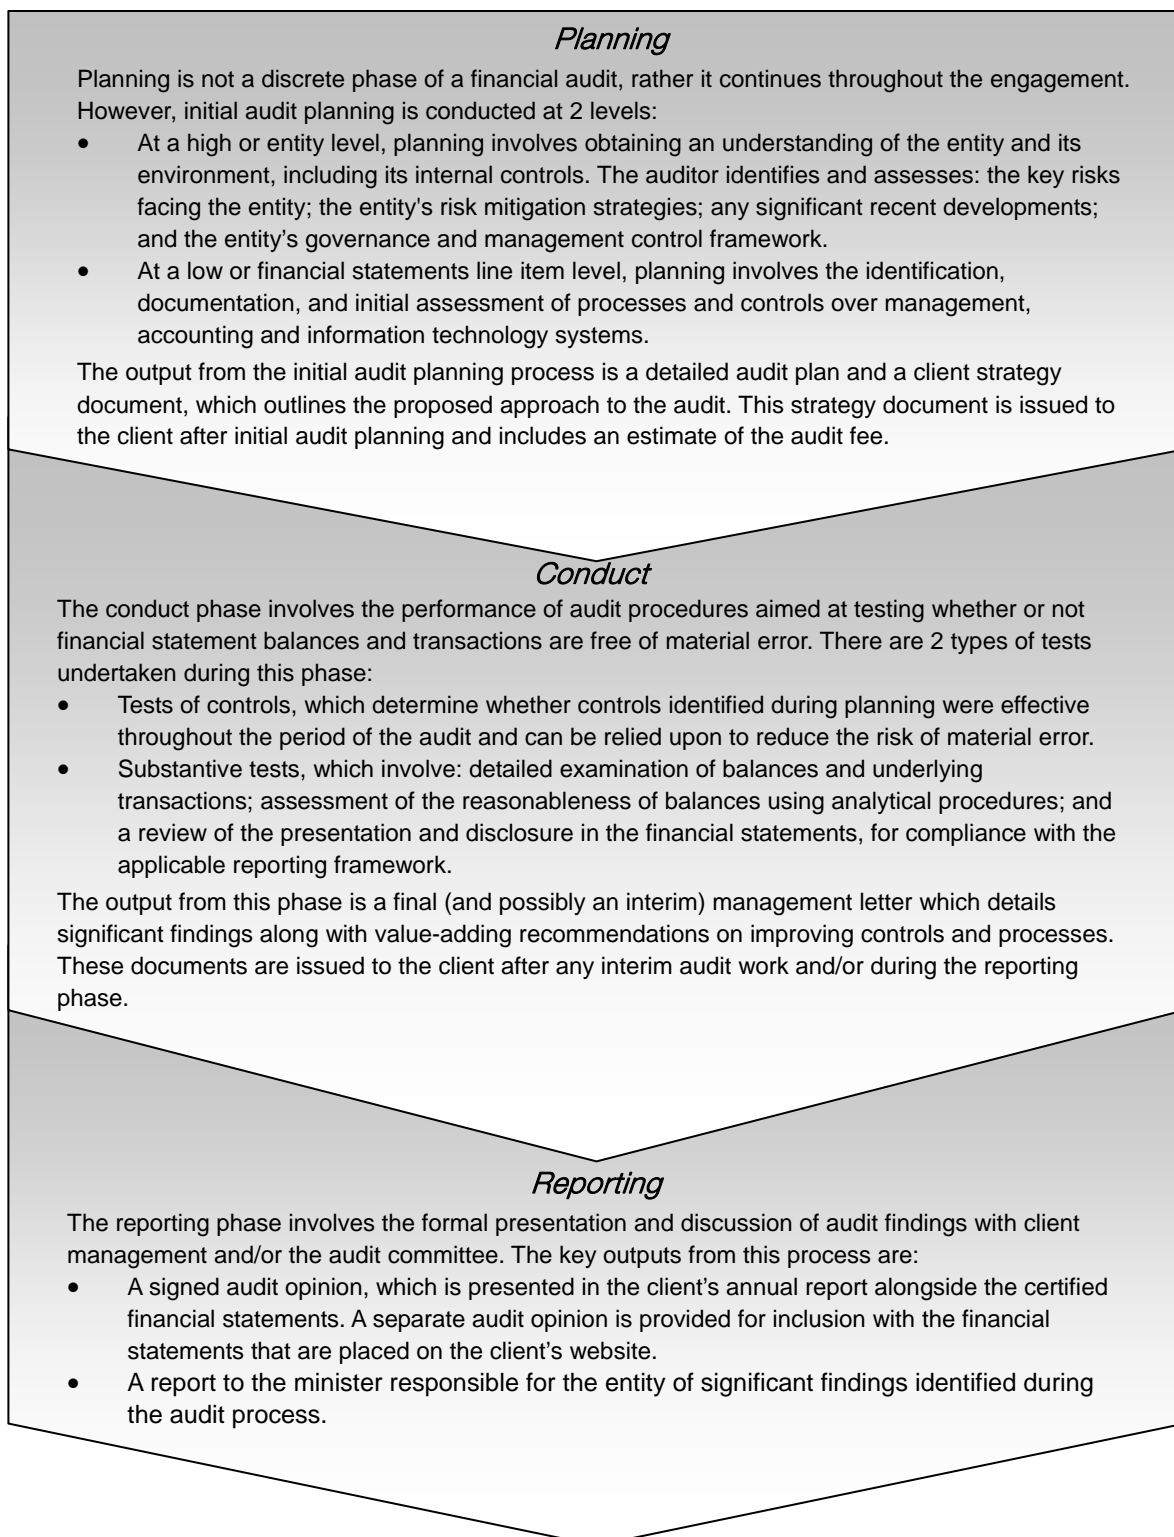 Planning
Planning is not a discrete phase of a financial audit, rather it continues throughout the engagement.
However, initial audit planning is conducted at 2 levels:
• At a high or entity level, planning involves obtaining an understanding of the entity and its
environment, including its internal controls. The auditor identifies and assesses: the key risks
facing the entity; the entity's risk mitigation strategies; any significant recent developments;
and the entity’s governance and management control framework.
• At a low or financial statements line item level, planning involves the identification,
documentation, and initial assessment of processes and controls over management,
accounting and information technology systems.
The output from the initial audit planning process is a detailed audit plan and a client strategy
document, which outlines the proposed approach to the audit. This strategy document is issued to
the client after initial audit planning and includes an estimate of the audit fee.
Conduct
The conduct phase involves the performance of audit procedures aimed at testing whether or not
financial statement balances and transactions are free of material error. There are 2 types of tests
undertaken during this phase:
• Tests of controls, which determine whether controls identified during planning were effective
throughout the period of the audit and can be relied upon to reduce the risk of material error.
• Substantive tests, which involve: detailed examination of balances and underlying
transactions; assessment of the reasonableness of balances using analytical procedures; and
a review of the presentation and disclosure in the financial statements, for compliance with the
applicable reporting framework.
The output from this phase is a final (and possibly an interim) management letter which details
significant findings along with value-adding recommendations on improving controls and processes.
These documents are issued to the client after any interim audit work and/or during the reporting
phase.
Reporting
The reporting phase involves the formal presentation and discussion of audit findings with client
management and/or the audit committee. The key outputs from this process are:
• A signed audit opinion, which is presented in the client’s annual report alongside the certified
financial statements. A separate audit opinion is provided for inclusion with the financial
statements that are placed on the client’s website.
• A report to the minister responsible for the entity of significant findings identified during
the audit process.